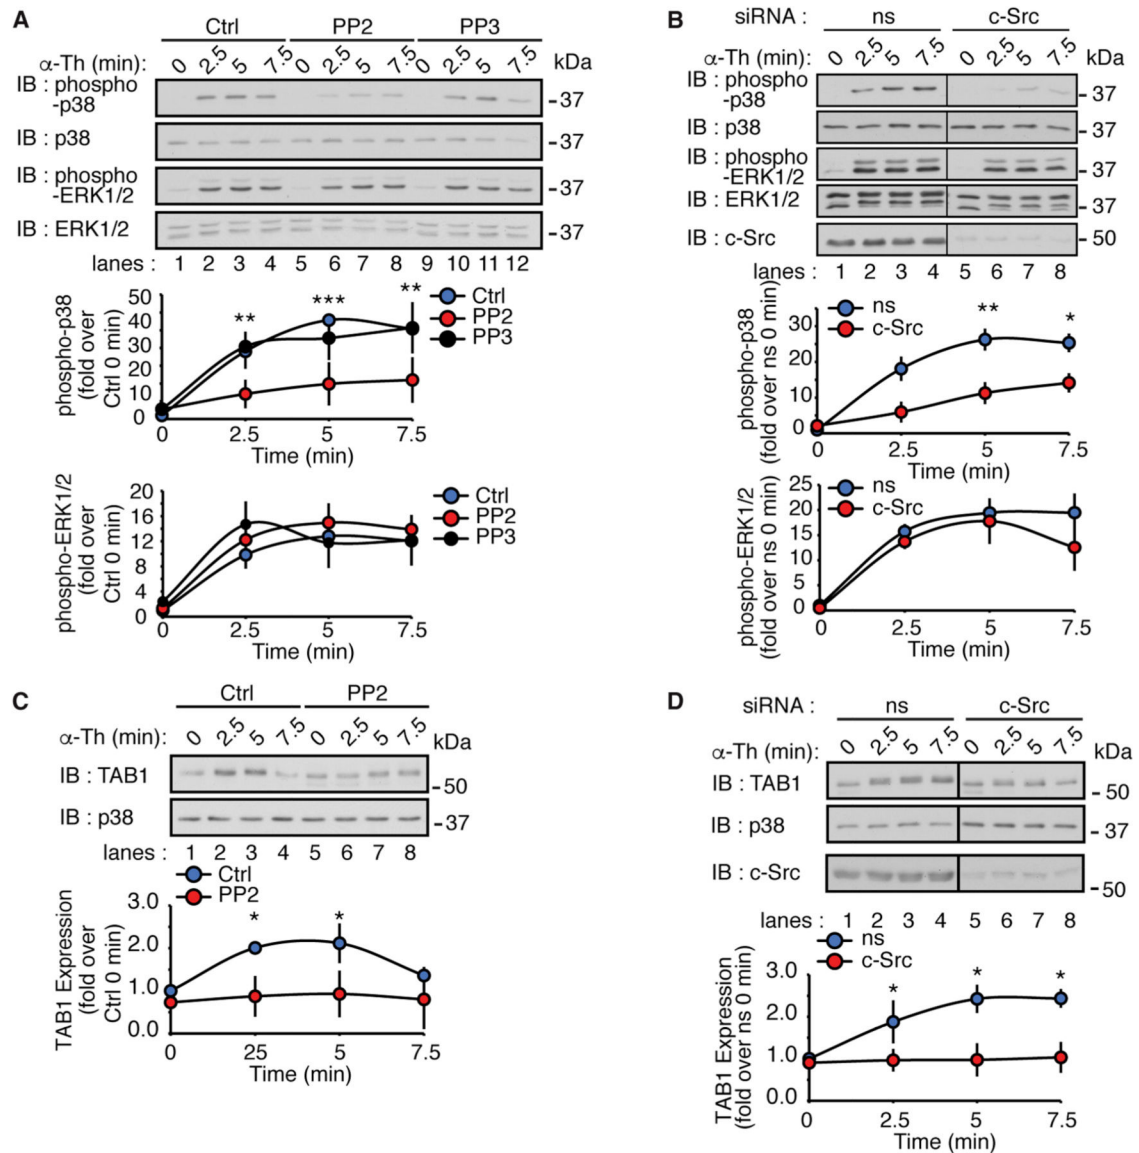 A
Ctrl PP2 PP3
α-Th (min): 0 2.5 5 7.5 0 2.5 5 7.5 0 2.5 5 7.5 kDa
IB : phospho
-p38
-37
IB : p38 -37
IB : phospho
-ERK1/2
-37
IB : ERK1/2 -37
lanes : 1 2 3 4 5 6 7 8 9 10 11 12
phospho-p38
(fold over
Ctrl 0 min)
50
40
30
20
10
0
** *** **
Ctrl
PP2
PP3
0 2.5 5 7.5
Time (min)
phospho-ERK1/2
(fold over
Ctrl 0 min)
20
16
12
8
4
0
Ctrl
PP2
PP3
0 2.5 5 7.5
Time (min)
B
siRNA : ns c-Src
α-Th (min): 0 2.5 5 7.5 0 2.5 5 7.5 kDa
IB : phospho
-p38
-37
IB : p38 -37
IB : phospho
-ERK1/2
-37
IB : ERK1/2 -37
IB : c-Src -50
lanes : 1 2 3 4 5 6 7 8
phospho-p38
(fold over ns 0 min)
30
20
10
0
ns
c-Src
** *
0 2.5 5 7.5
Time (min)
phospho-ERK1/2
(fold over ns 0 min)
25
20
15
10
5
0
ns
c-Src
0 2.5 5 7.5
Time (min)
C
Ctrl PP2
α-Th (min): 0 2.5 5 7.5 0 2.5 5 7.5 kDa
IB : TAB1 -50
IB : p38 -37
lanes : 1 2 3 4 5 6 7 8
Ctrl
PP2
TAB1 Expression
(fold over
Ctrl 0 min)
3.0
2.0
1.0
0.0
* *
0 25 5 7.5
Time (min)
D
siRNA : ns c-Src
α-Th (min): 0 2.5 5 7.5 0 2.5 5 7.5 kDa
IB : TAB1 -50
IB : p38 -37
IB : c-Src -50
lanes : 1 2 3 4 5 6 7 8
ns
c-Src
TAB1 Expression
(fold over ns 0 min)
3.0
2.0
1.0
0.0
* * *
0 2.5 5 7.5
Time (min)